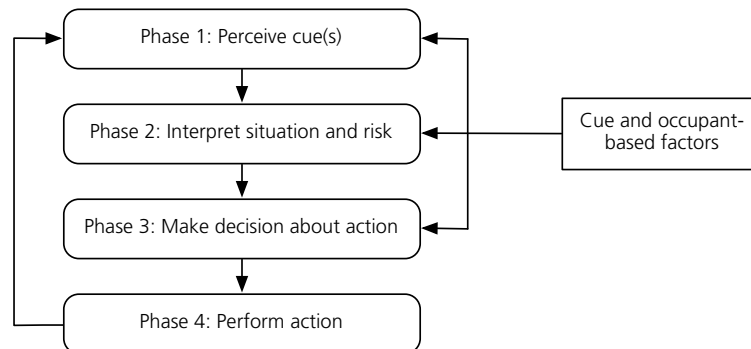 Phase 1: Perceive cue(s)
Phase 2: Interpret situation and risk
Cue and occupant-
based factors
Phase 3: Make decision about action
Phase 4: Perform action